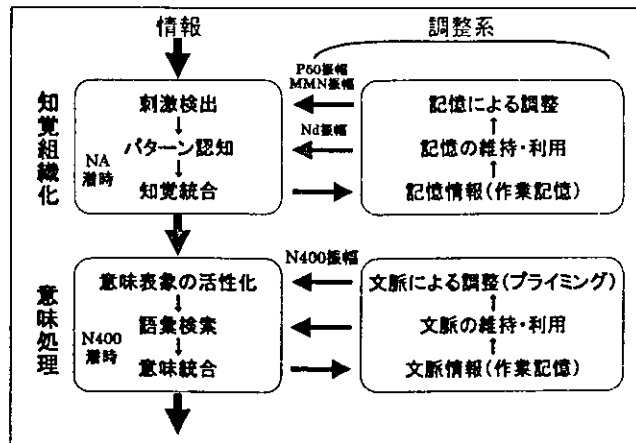 情報
調整系
知覚組織化
P50振幅
MMN振幅
刺激検出
記憶による調整
パターン認知
Nd振幅
記憶の維持・利用
NA
潜時
知覚統合
記憶情報(作業記憶)
意味処理
N400振幅
意味表象の活性化
文脈による調整(プライミング)
語彙検索
文脈の維持・利用
N400
潜時
意味統合
文脈情報(作業記憶)